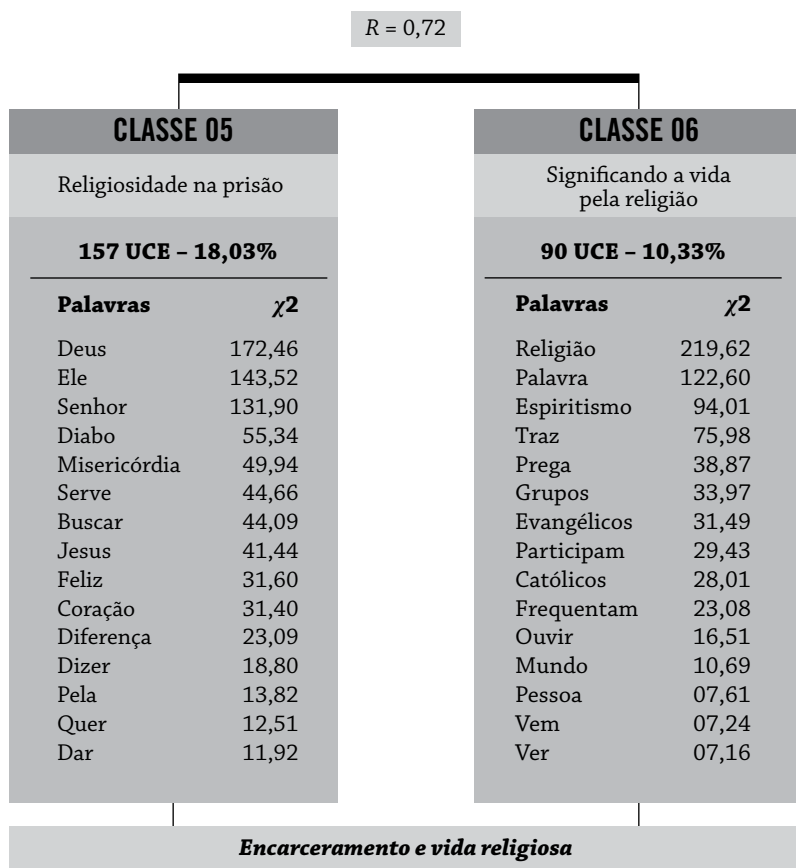 R = 0,72
CLASSE 05
Religiosidade na prisão
157 UCE – 18,03%
Palavras χ2
Deus 172,46
Ele 143,52
Senhor 131,90
Diabo 55,34
Misericórdia 49,94
Serve 44,66
Buscar 44,09
Jesus 41,44
Feliz 31,60
Coração 31,40
Diferença 23,09
Dizer 18,80
Pela 13,82
Quer 12,51
Dar 11,92
CLASSE 06
Significando a vida
pela religião
90 UCE – 10,33%
Palavras χ2
Religião 219,62
Palavra 122,60
Espiritismo 94,01
Traz 75,98
Prega 38,87
Grupos 33,97
Evangélicos 31,49
Participam 29,43
Católicos 28,01
Frequentam 23,08
Ouvir 16,51
Mundo 10,69
Pessoa 07,61
Vem 07,24
Ver 07,16
Encarceramento e vida religiosa